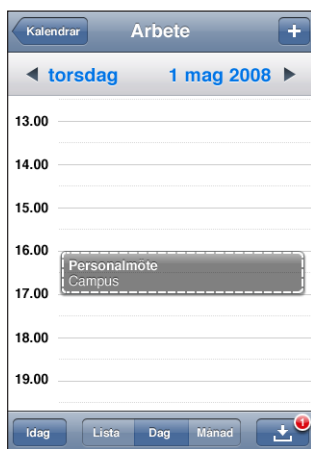 Kalendrar Arbete +
torsdag 1 mag 2008
13.00
14.00
15.00
16.00
Personalmöte
Campus
17.00
18.00
19.00
Idag Lista Dag Månad 1